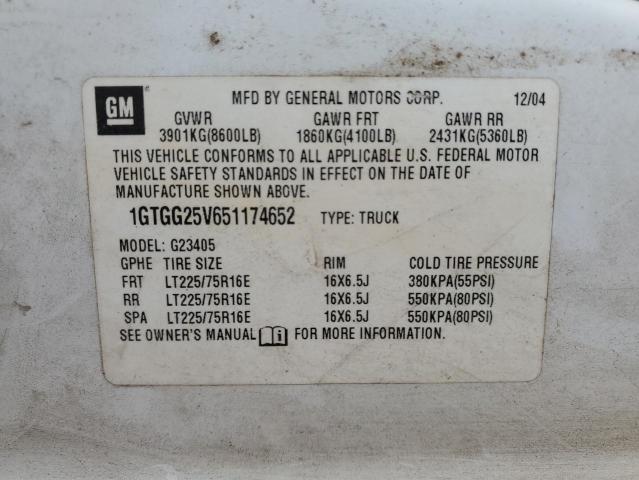 GM
MFD BY GENERAL MOTORS CORP. 12/04
GVWR GAWR FRT GAWR RR
3901KG(8600LB) 1860KG(4100LB) 2431KG(5360LB)
THIS VEHICLE CONFORMS TO ALL APPLICABLE U.S. FEDERAL MOTOR
VEHICLE SAFETY STANDARDS IN EFFECT ON THE DATE OF
MANUFACTURE SHOWN ABOVE.
1GTGG25V651174652 TYPE: TRUCK
MODEL: G23405
GPHE TIRE SIZE RIM COLD TIRE PRESSURE
FRT LT225/75R16E 16X6.5J 380KPA(55PSI)
RR LT225/75R16E 16X6.5J 550KPA(80PSI)
SPA LT225/75R16E 16X6.5J 550KPA(80PSI)
SEE OWNER'S MANUAL FOR MORE INFORMATION.